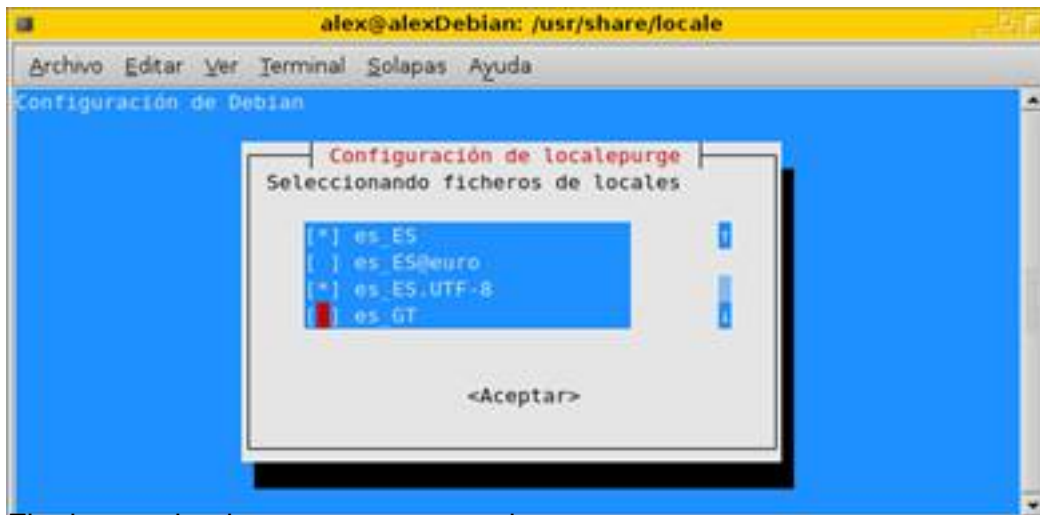 alex@alexDebian: /usr/share/locale
Archivo Editar Ver Terminal Solapas Ayuda
Configuración de Debian
Configuración de localepurge
Seleccionando ficheros de locales
[*] es_ES
[ ] es_ES@euro
[*] es_ES.UTF-8
[ ] es_GT
<Aceptar>